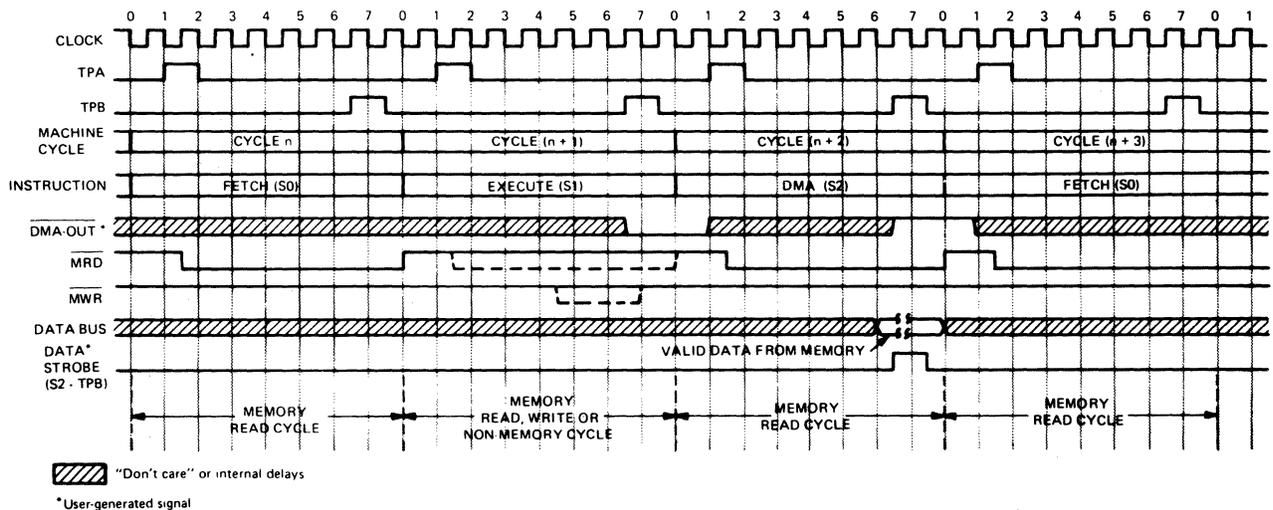 0 1 2 3 4 5 6 7 0 1 2 3 4 5 6 7 0 1 2 3 4 5 6 7 0 1 2 3 4 5 6 7 0 1
CLOCK
TPA
TPB
MACHINE
CYCLE
CYCLE n
CYCLE (n + 1)
CYCLE (n + 2)
CYCLE (n + 3)
INSTRUCTION
FETCH (S0)
EXECUTE (S1)
DMA (S2)
FETCH (S0)
DMA-OUT *
MRD
MWR
DATA BUS
VALID DATA FROM MEMORY
DATA*
STROBE
(S2 - TPB)
MEMORY
READ CYCLE
MEMORY
READ, WRITE OR
NON-MEMORY CYCLE
MEMORY
READ CYCLE
MEMORY
READ CYCLE
"Don't care" or internal delays
*User-generated signal